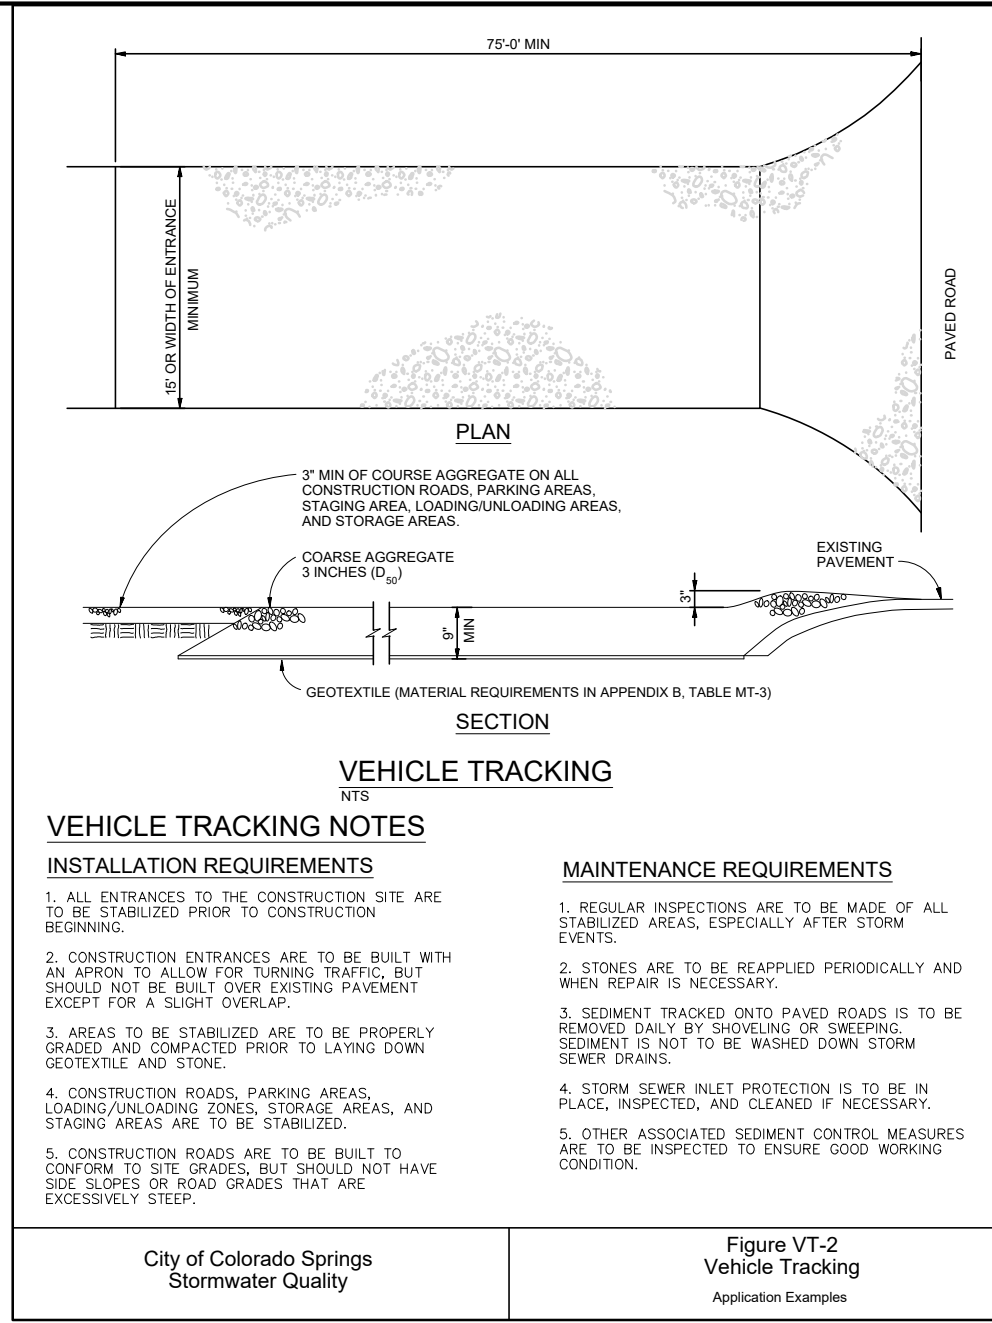 75'-0' MIN
15' OR WIDTH OF ENTRANCE
MINIMUM
PAVED ROAD
PLAN
3" MIN OF COURSE AGGREGATE ON ALL
CONSTRUCTION ROADS, PARKING AREAS,
STAGING AREA, LOADING/UNLOADING AREAS,
AND STORAGE AREAS.
COARSE AGGREGATE
3 INCHES (D50)
EXISTING
PAVEMENT
3"
9"
MIN
GEOTEXTILE (MATERIAL REQUIREMENTS IN APPENDIX B, TABLE MT-3)
SECTION
VEHICLE TRACKING
NTS
VEHICLE TRACKING NOTES
INSTALLATION REQUIREMENTS
1. ALL ENTRANCES TO THE CONSTRUCTION SITE ARE
TO BE STABILIZED PRIOR TO CONSTRUCTION
BEGINNING.
2. CONSTRUCTION ENTRANCES ARE TO BE BUILT WITH
AN APRON TO ALLOW FOR TURNING TRAFFIC, BUT
SHOULD NOT BE BUILT OVER EXISTING PAVEMENT
EXCEPT FOR A SLIGHT OVERLAP.
3. AREAS TO BE STABILIZED ARE TO BE PROPERLY
GRADED AND COMPACTED PRIOR TO LAYING DOWN
GEOTEXTILE AND STONE.
4. CONSTRUCTION ROADS, PARKING AREAS,
LOADING/UNLOADING ZONES, STORAGE AREAS, AND
STAGING AREAS ARE TO BE STABILIZED.
5. CONSTRUCTION ROADS ARE TO BE BUILT TO
CONFORM TO SITE GRADES, BUT SHOULD NOT HAVE
SIDE SLOPES OR ROAD GRADES THAT ARE
EXCESSIVELY STEEP.
MAINTENANCE REQUIREMENTS
1. REGULAR INSPECTIONS ARE TO BE MADE OF ALL
STABILIZED AREAS, ESPECIALLY AFTER STORM
EVENTS.
2. STONES ARE TO BE REAPPLIED PERIODICALLY AND
WHEN REPAIR IS NECESSARY.
3. SEDIMENT TRACKED ONTO PAVED ROADS IS TO BE
REMOVED DAILY BY SHOVELING OR SWEEPING.
SEDIMENT IS NOT TO BE WASHED DOWN STORM
SEWER DRAINS.
4. STORM SEWER INLET PROTECTION IS TO BE IN
PLACE, INSPECTED, AND CLEANED IF NECESSARY.
5. OTHER ASSOCIATED SEDIMENT CONTROL MEASURES
ARE TO BE INSPECTED TO ENSURE GOOD WORKING
CONDITION.
City of Colorado Springs
Stormwater Quality
Figure VT-2
Vehicle Tracking
Application Examples